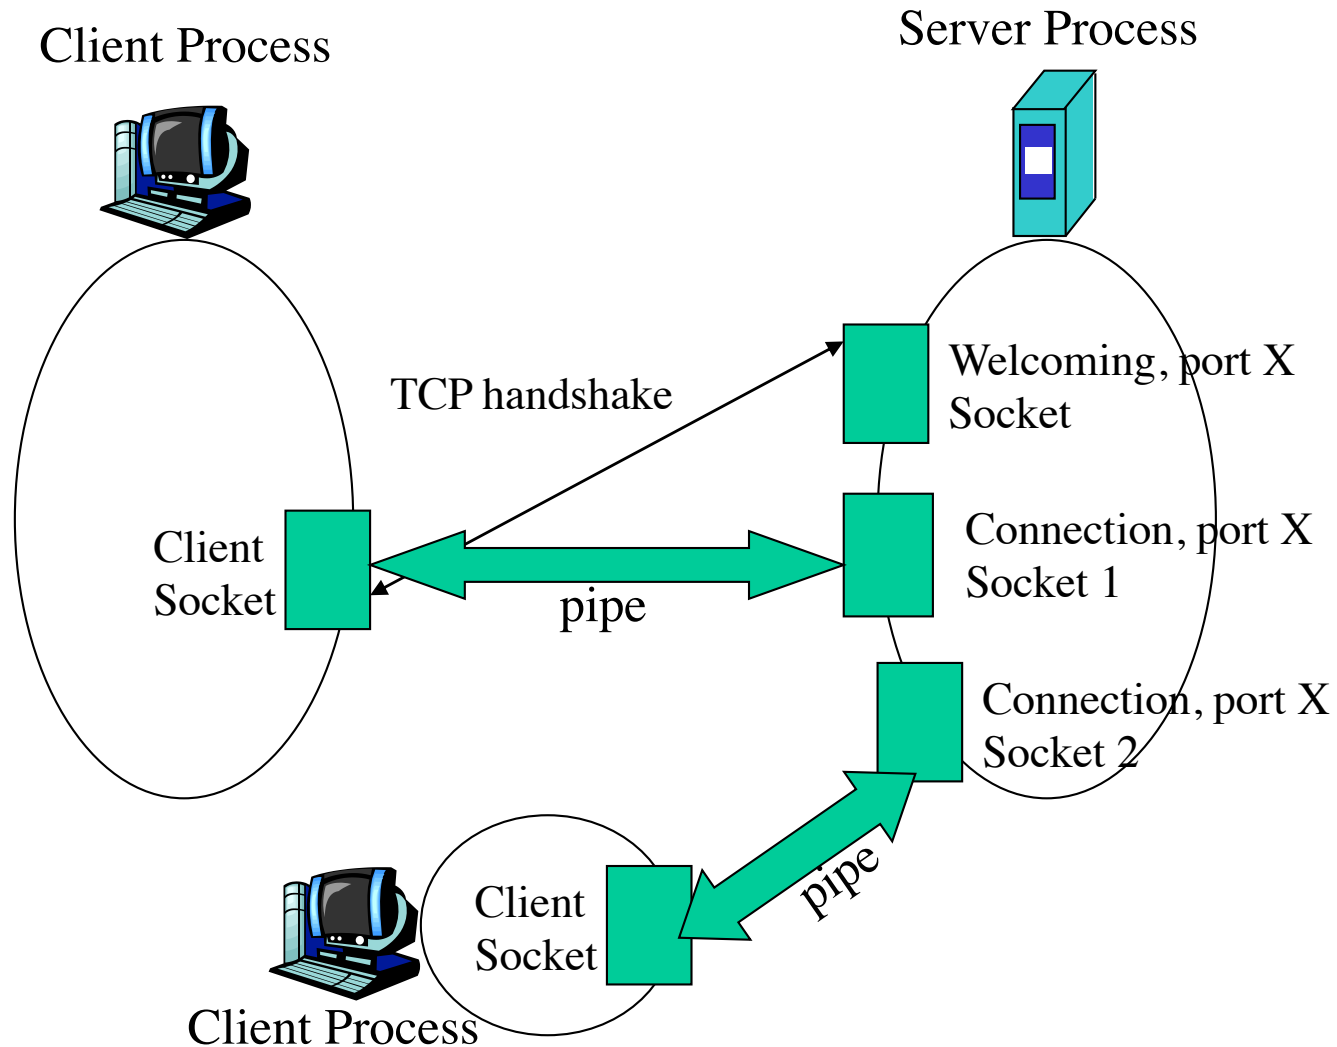 Client Process
Server Process
Welcoming, port X
Socket
TCP handshake
Client
Socket
pipe
Connection, port X
Socket 1
Connection, port X
Socket 2
pipe
Client
Socket
Client Process